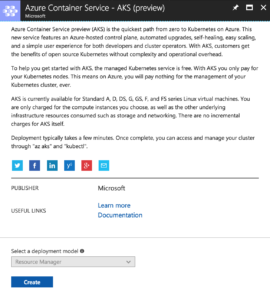 Azure Container Service - AKS (preview)
Microsoft
Azure Container Service preview (AKS) is the quickest path from zero to Kubernetes on Azure. This
new service features an Azure-hosted control plane, automated upgrades, self-healing, easy scaling,
and a simple user experience for both developers and cluster operators. With AKS, customers get
the benefits of open source Kubernetes without complexity and operational overhead.
To help you get started with AKS, the managed Kubernetes service is free. With AKS you only pay for
your Kubernetes nodes. This means on Azure, you will pay nothing for the management of your
Kubernetes cluster, ever.
AKS is currently available for Standard A, D, DS, G, GS, F, and FS series Linux virtual machines. You
are only charged for the compute instances you choose, as well as the other underlying
infrastructure resources consumed such as storage and networking. There are no incremental
charges for AKS itself.
Deployment typically takes a few minutes. Once complete, you can access and manage your cluster
through "az aks" and "kubectl".
PUBLISHER Microsoft
USEFUL LINKS Learn more
Documentation
Select a deployment model
Resource Manager
Create